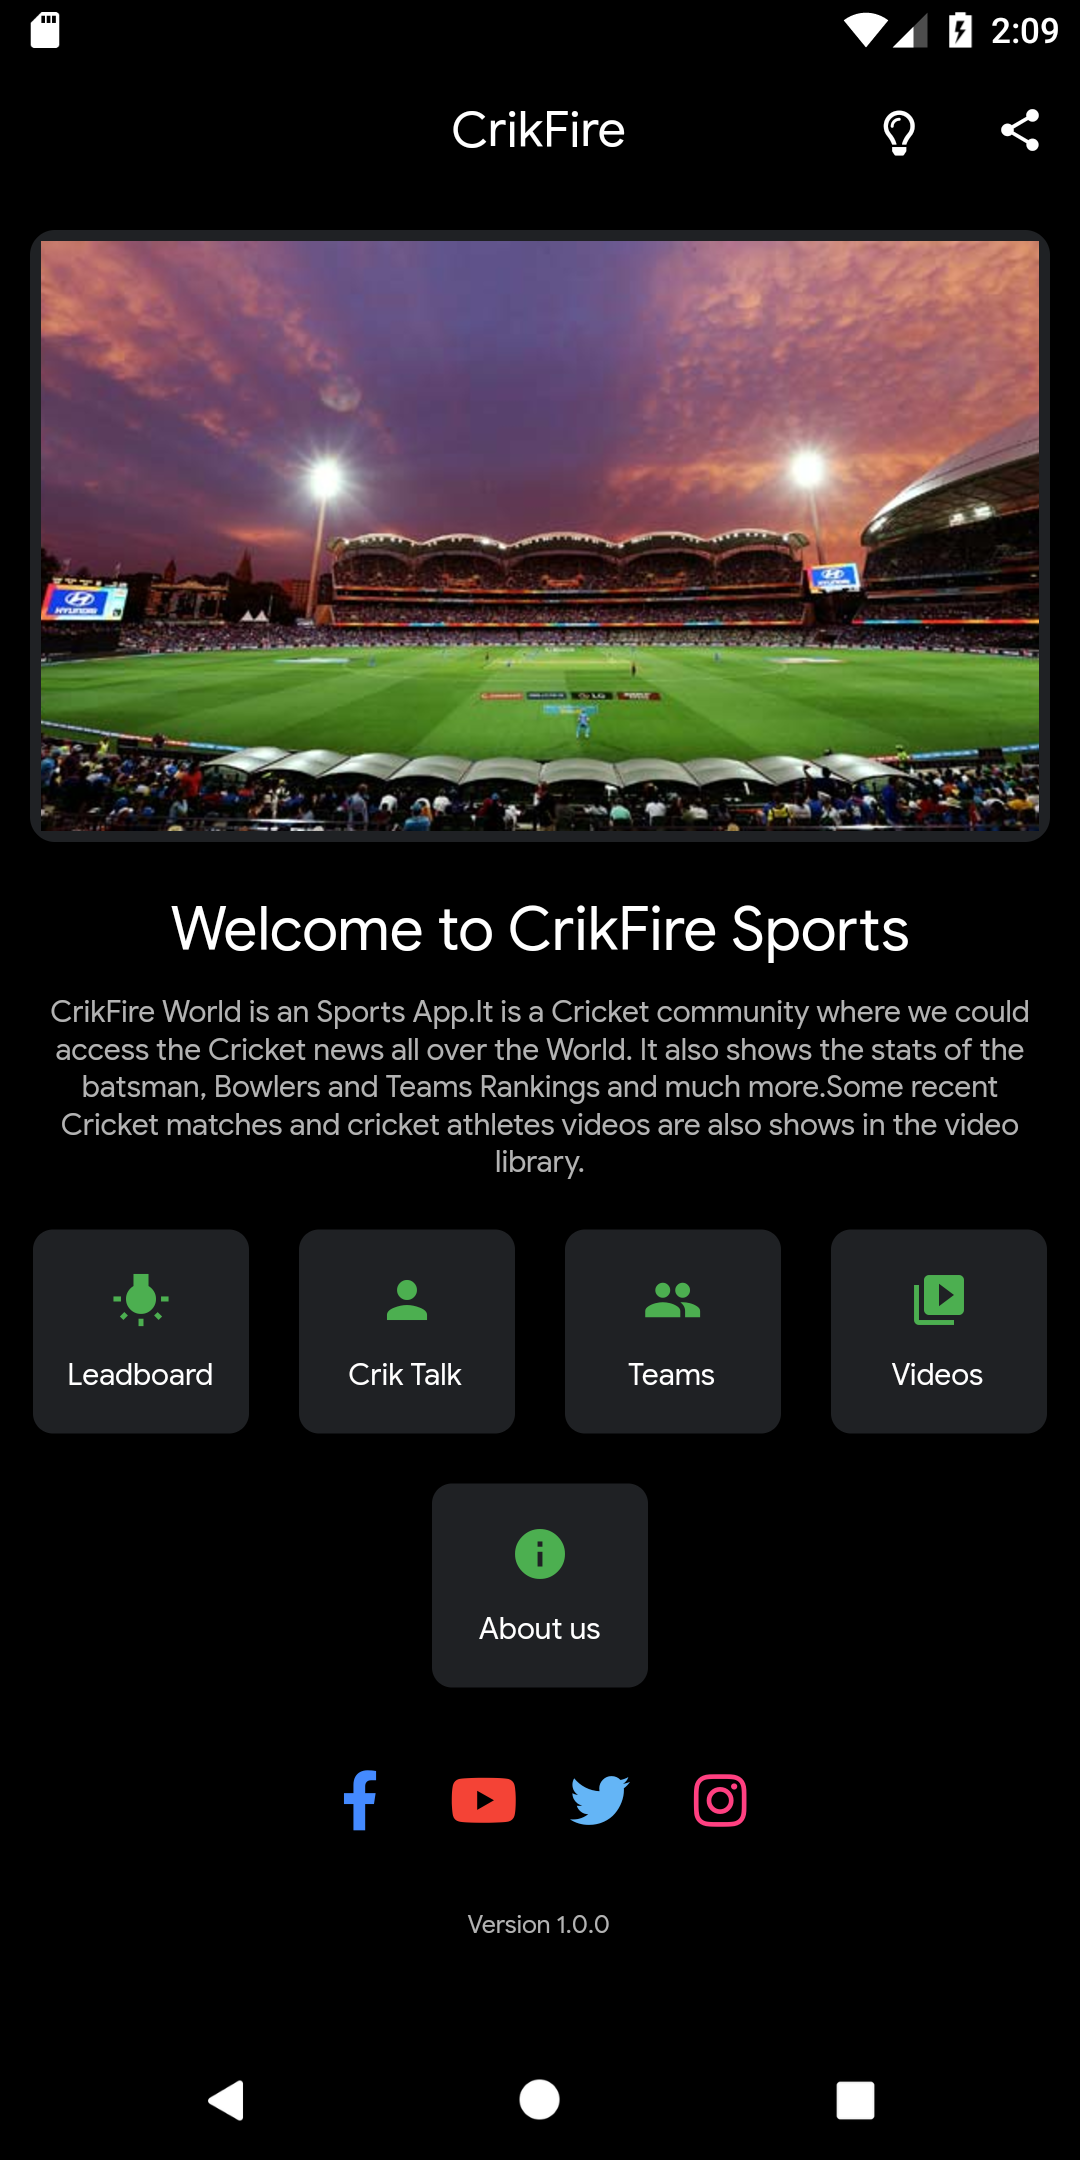 2:09
CrikFire
HYUNDAI
HYUNDAI
LG
Welcome to CrikFire Sports
CrikFire World is an Sports App.It is a Cricket community where we could
access the Cricket news all over the World. It also shows the stats of the
batsman, Bowlers and Teams Rankings and much more.Some recent
Cricket matches and cricket athletes videos are also shows in the video
library.
Leadboard
Crik Talk
Teams
Videos
About us
Version 1.0.0